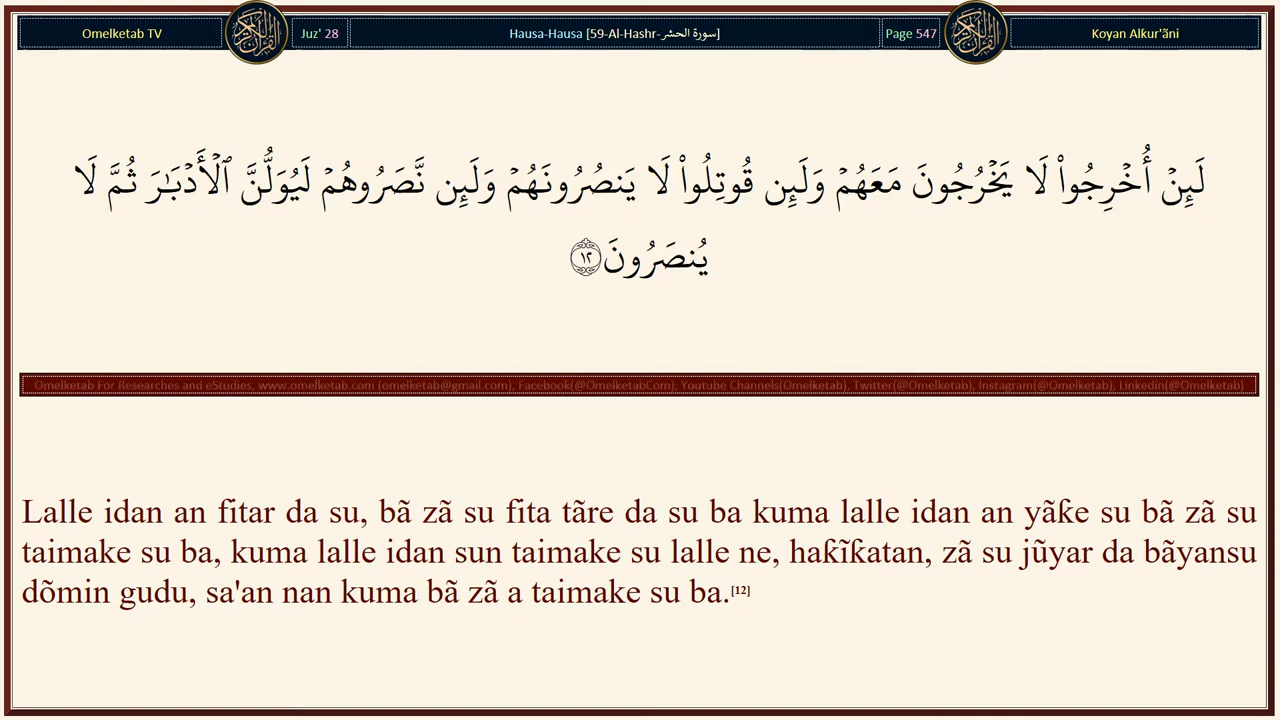 Omelketab TV
Juz' 28
Hausa-Hausa [59-Al-Hashr-سورة الحشر]
Page 547
Koyan Alƙur'ãni
لَئِنۡ أُخۡرِجُواْ لَا يَخۡرُجُونَ مَعَهُمۡ وَلَئِن قُوتِلُواْ لَا يَنصُرُونَهُمۡ وَلَئِن نَّصَرُوهُمۡ لَيُوَلُّنَّ ٱلۡأَدۡبَٰرَ ثُمَّ لَا
يُنصَرُونَ ١٢
Omelketab For Researches and eStudies, www.omelketab.com (omelketab@gmail.com), Facebook(@OmelketabCom), Youtube Channels(Omelketab), Twitter(@Omelketab), Instagram(@Omelketab), Linkedin(@Omelketab)
Lalle idan an fitar da su, bã zã su fita tãre da su ba kuma lalle idan an yãƙe su bã zã su
taimake su ba, kuma lalle idan sun taimake su lalle ne, haƙĩƙatan, zã su jũyar da bãyansu
dõmin gudu, sa'an nan kuma bã zã a taimake su ba.[12]